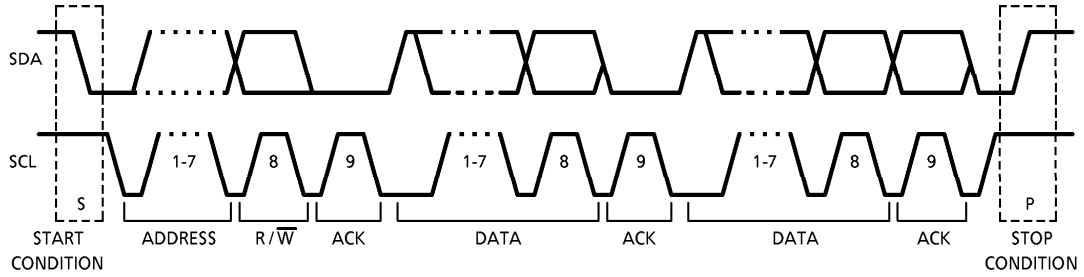 SDA
SCL
1-7
8
9
1-7
8
9
1-7
8
9
S
P
START
CONDITION
ADDRESS
R / W̅
ACK
DATA
ACK
DATA
ACK
STOP
CONDITION